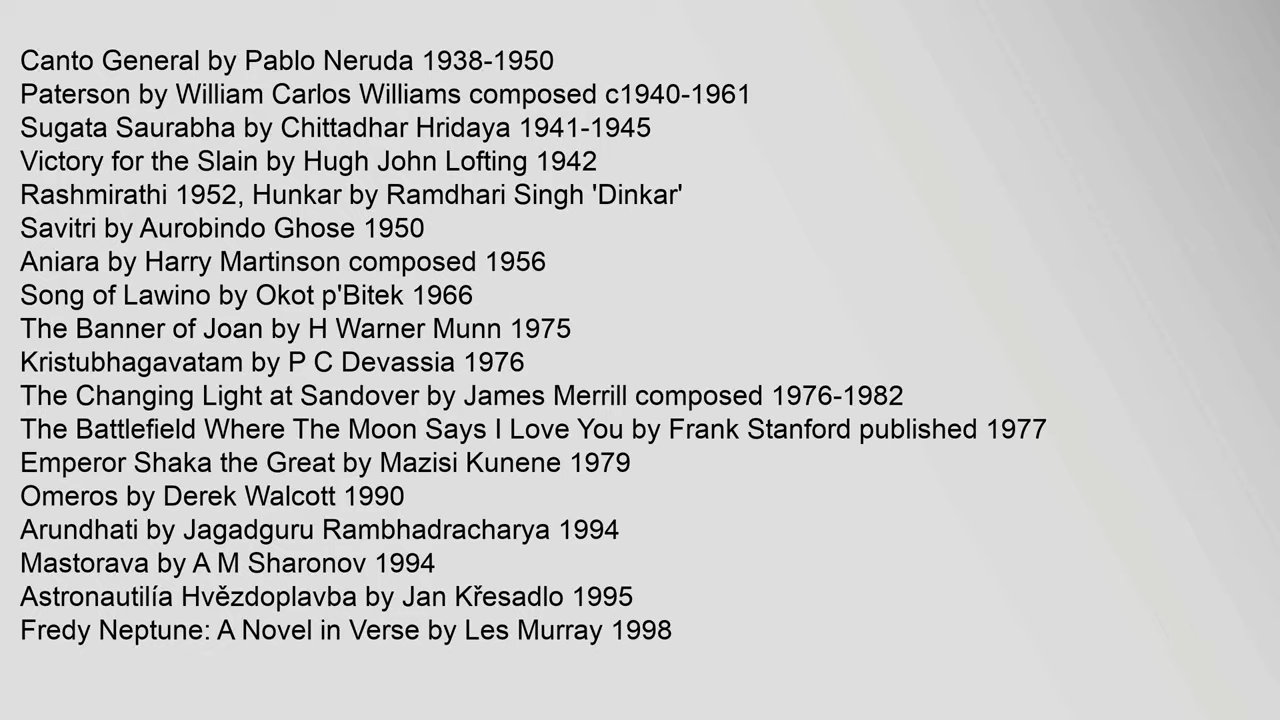 Canto General by Pablo Neruda 1938-1950
Paterson by William Carlos Williams composed c1940-1961
Sugata Saurabha by Chittadhar Hridaya 1941-1945
Victory for the Slain by Hugh John Lofting 1942
Rashmirathi 1952, Hunkar by Ramdhari Singh 'Dinkar'
Savitri by Aurobindo Ghose 1950
Aniara by Harry Martinson composed 1956
Song of Lawino by Okot p'Bitek 1966
The Banner of Joan by H Warner Munn 1975
Kristubhagavatam by P C Devassia 1976
The Changing Light at Sandover by James Merrill composed 1976-1982
The Battlefield Where The Moon Says I Love You by Frank Stanford published 1977
Emperor Shaka the Great by Mazisi Kunene 1979
Omeros by Derek Walcott 1990
Arundhati by Jagadguru Rambhadracharya 1994
Mastorava by A M Sharonov 1994
Astronautilía Hvězdoplavba by Jan Křesadlo 1995
Fredy Neptune: A Novel in Verse by Les Murray 1998